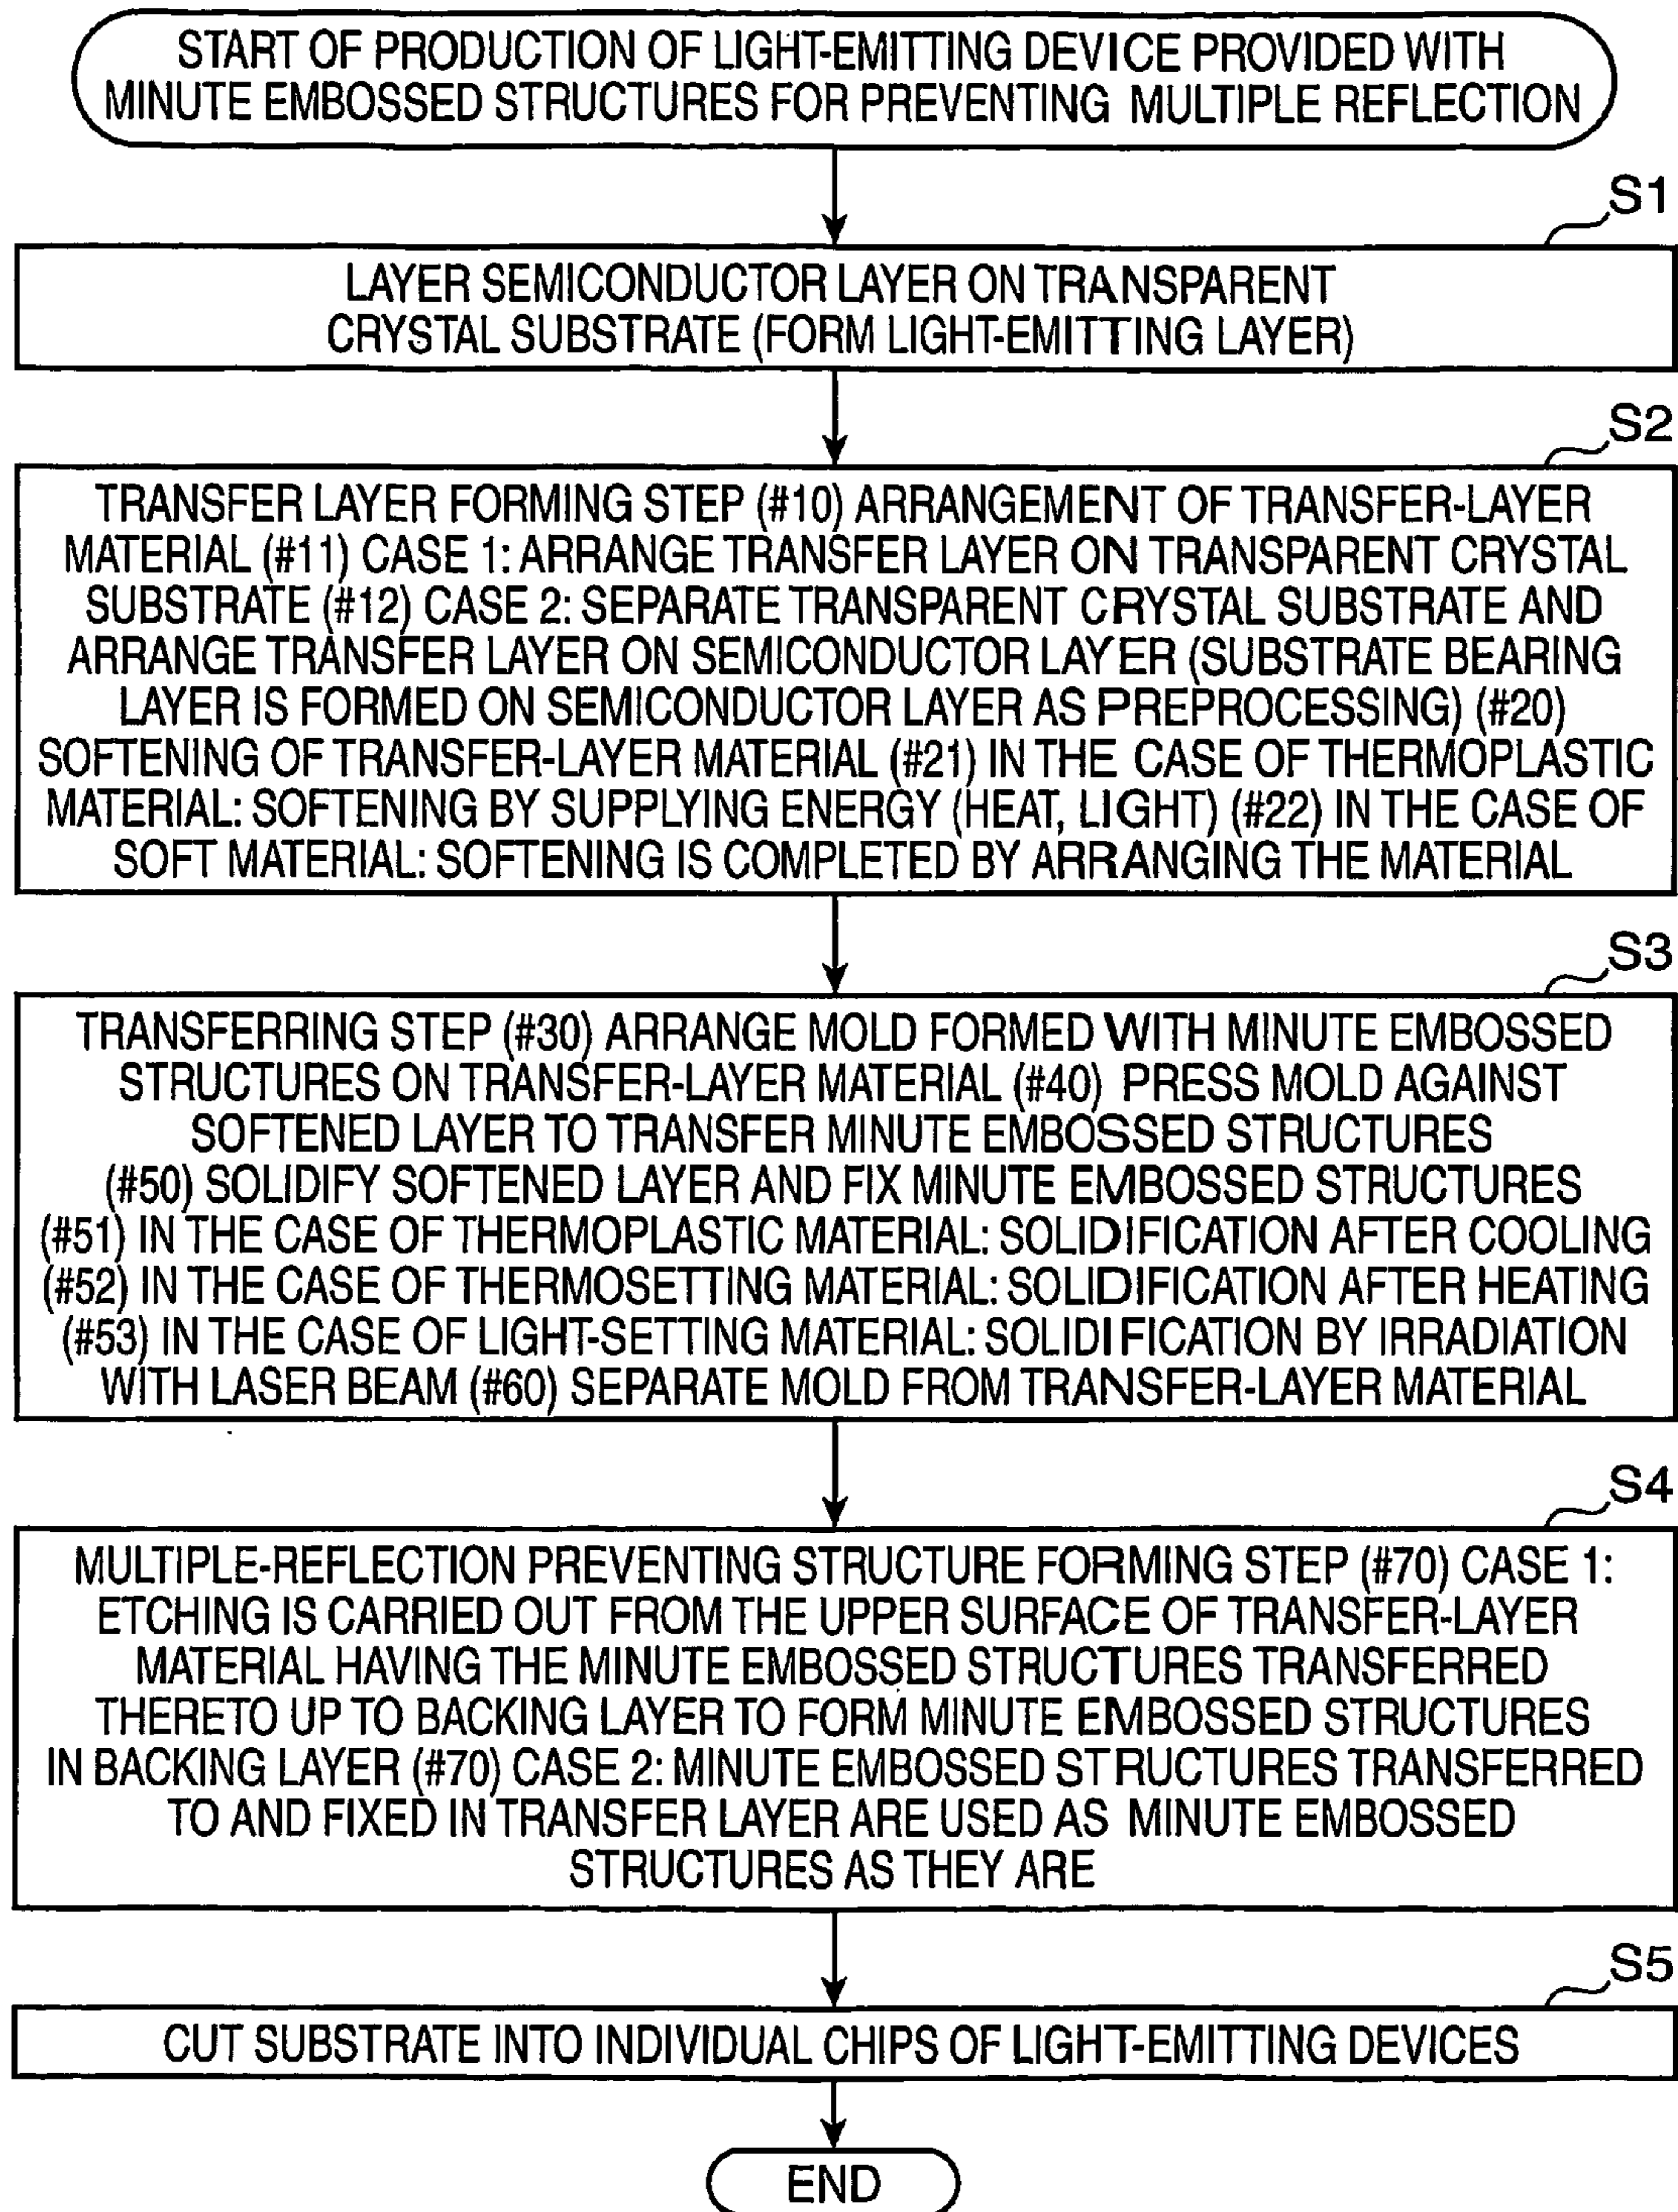 START OF PRODUCTION OF LIGHT-EMITTING DEVICE PROVIDED WITH
MINUTE EMBOSSED STRUCTURES FOR PREVENTING MULTIPLE REFLECTION
S1
LAYER SEMICONDUCTOR LAYER ON TRANSPARENT
CRYSTAL SUBSTRATE (FORM LIGHT-EMITTING LAYER)
S2
TRANSFER LAYER FORMING STEP (#10) ARRANGEMENT OF TRANSFER-LAYER
MATERIAL (#11) CASE 1: ARRANGE TRANSFER LAYER ON TRANSPARENT CRYSTAL
SUBSTRATE (#12) CASE 2: SEPARATE TRANSPARENT CRYSTAL SUBSTRATE AND
ARRANGE TRANSFER LAYER ON SEMICONDUCTOR LAYER (SUBSTRATE BEARING
LAYER IS FORMED ON SEMICONDUCTOR LAYER AS PREPROCESSING) (#20)
SOFTENING OF TRANSFER-LAYER MATERIAL (#21) IN THE CASE OF THERMOPLASTIC
MATERIAL: SOFTENING BY SUPPLYING ENERGY (HEAT, LIGHT) (#22) IN THE CASE OF
SOFT MATERIAL: SOFTENING IS COMPLETED BY ARRANGING THE MATERIAL
S3
TRANSFERRING STEP (#30) ARRANGE MOLD FORMED WITH MINUTE EMBOSSED
STRUCTURES ON TRANSFER-LAYER MATERIAL (#40) PRESS MOLD AGAINST
SOFTENED LAYER TO TRANSFER MINUTE EMBOSSED STRUCTURES
(#50) SOLIDIFY SOFTENED LAYER AND FIX MINUTE EMBOSSED STRUCTURES
(#51) IN THE CASE OF THERMOPLASTIC MATERIAL: SOLIDIFICATION AFTER COOLING
(#52) IN THE CASE OF THERMOSETTING MATERIAL: SOLIDIFICATION AFTER HEATING
(#53) IN THE CASE OF LIGHT-SETTING MATERIAL: SOLIDIFICATION BY IRRADIATION
WITH LASER BEAM (#60) SEPARATE MOLD FROM TRANSFER-LAYER MATERIAL
S4
MULTIPLE-REFLECTION PREVENTING STRUCTURE FORMING STEP (#70) CASE 1:
ETCHING IS CARRIED OUT FROM THE UPPER SURFACE OF TRANSFER-LAYER
MATERIAL HAVING THE MINUTE EMBOSSED STRUCTURES TRANSFERRED
THERETO UP TO BACKING LAYER TO FORM MINUTE EMBOSSED STRUCTURES
IN BACKING LAYER (#70) CASE 2: MINUTE EMBOSSED STRUCTURES TRANSFERRED
TO AND FIXED IN TRANSFER LAYER ARE USED AS MINUTE EMBOSSED
STRUCTURES AS THEY ARE
S5
CUT SUBSTRATE INTO INDIVIDUAL CHIPS OF LIGHT-EMITTING DEVICES
END